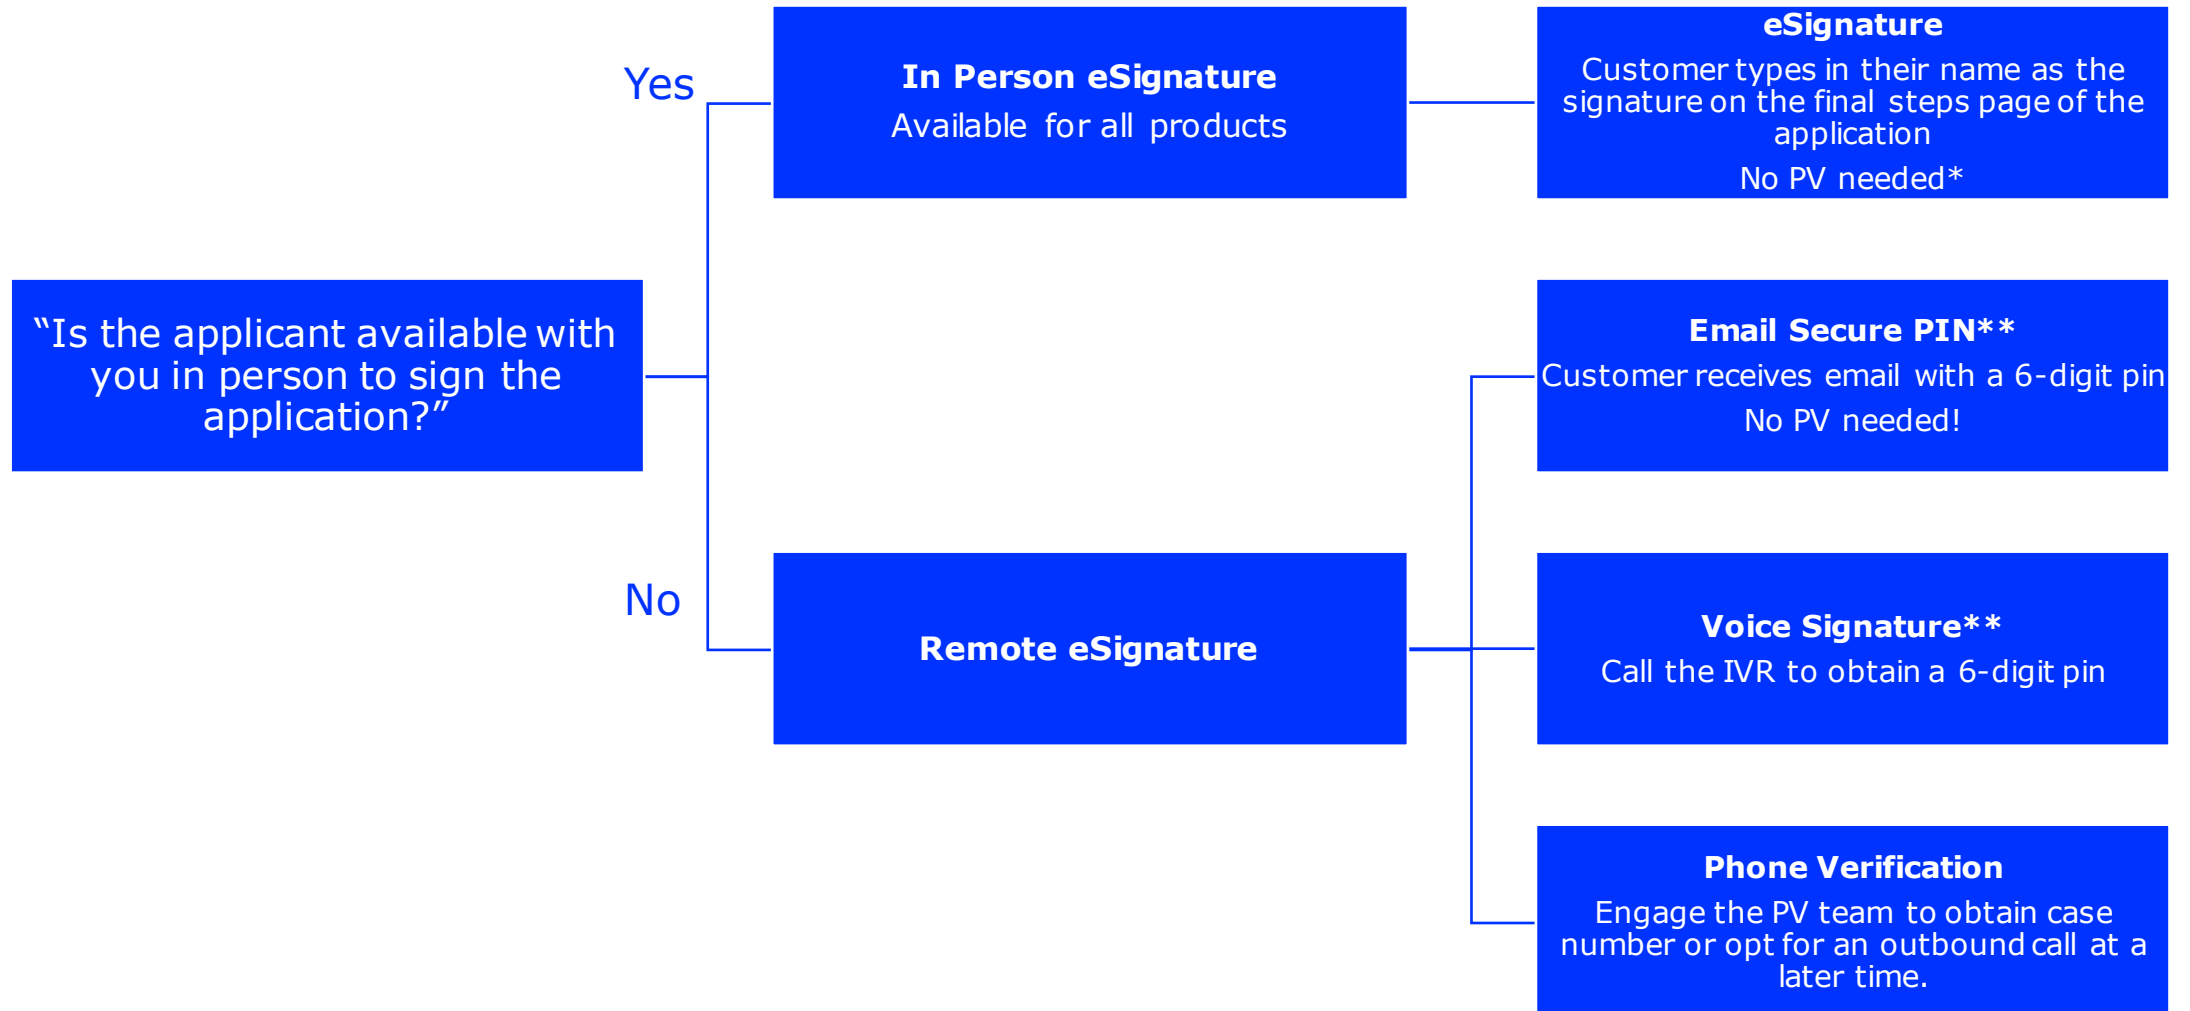 “Is the applicant available with
you in person to sign the
application?”
Yes
In Person eSignature
Available for all products
eSignature
Customer types in their name as the
signature on the final steps page of the
application
No PV needed*
No
Remote eSignature
Email Secure PIN**
Customer receives email with a 6-digit pin
No PV needed!
Voice Signature**
Call the IVR to obtain a 6-digit pin
Phone Verification
Engage the PV team to obtain case
number or opt for an outbound call at a
later time.